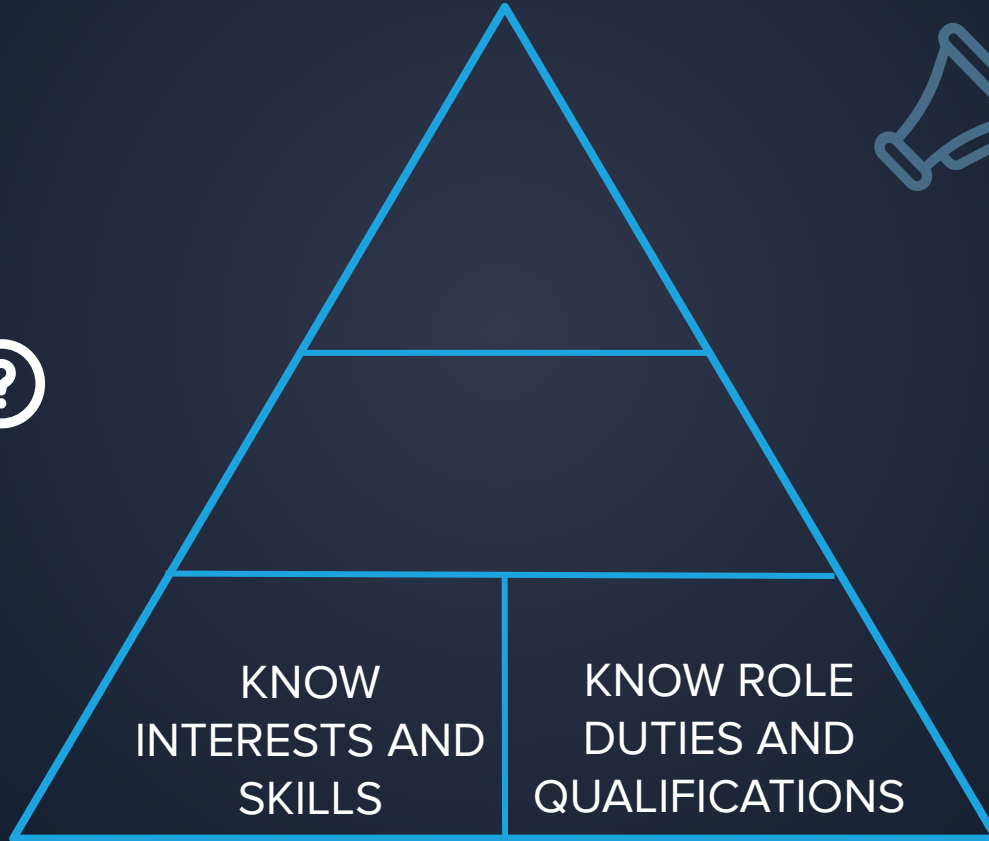 ?
KNOW
INTERESTS AND
SKILLS
KNOW ROLE
DUTIES AND
QUALIFICATIONS